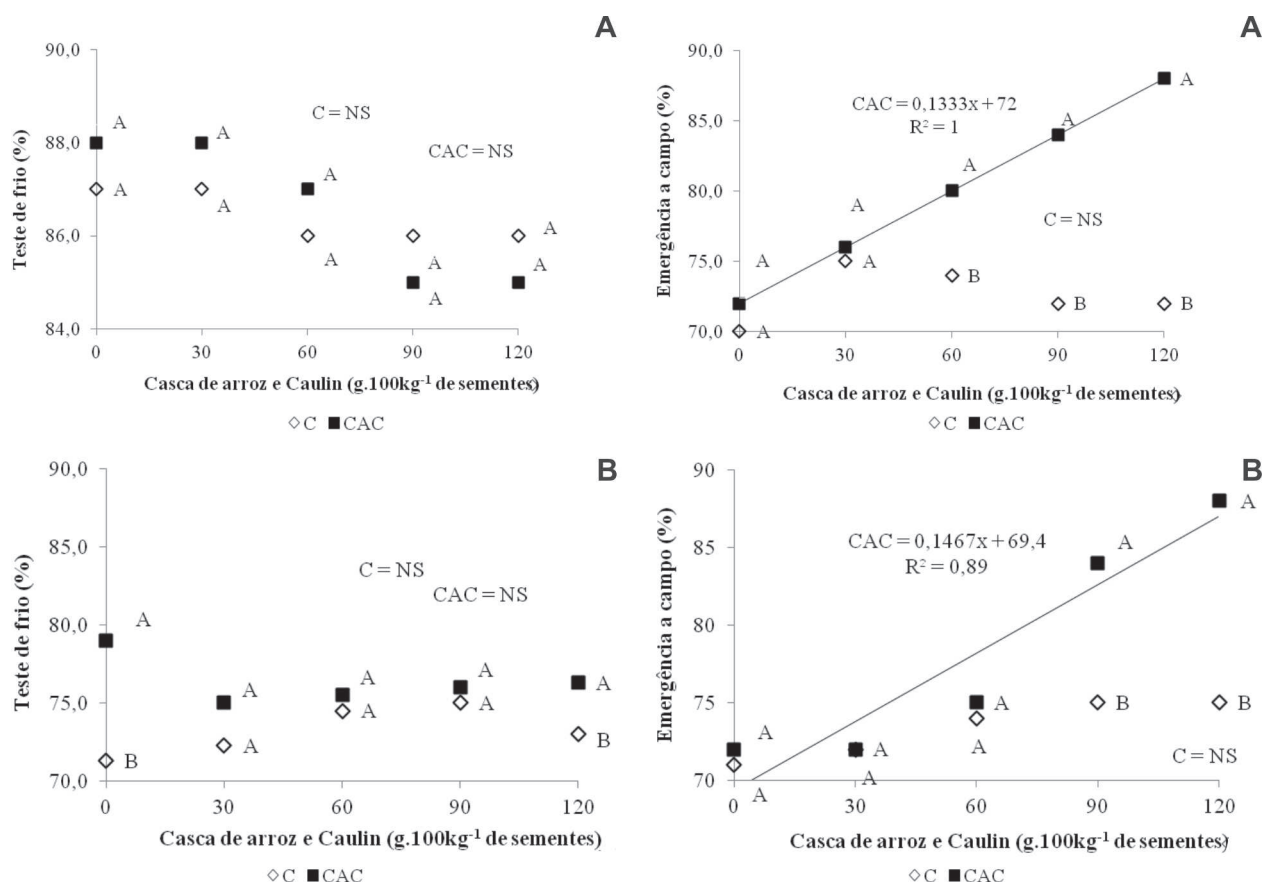 A
90,0
88,0
86,0
84,0
Teste de frio (%)
A
A
A
A
A
A
A
A
A
A
C = NS
CAC = NS
0 30 60 90 120
Casca de arroz e Caulin (g.100kg⁻¹ de sementes)
◇C ■CAC
A
90,0
85,0
80,0
75,0
70,0
Emergência a campo (%)
CAC = 0,1333x + 72
R² = 1
A
A
A
A
A
A
A
B
B
B
C = NS
0 30 60 90 120
Casca de arroz e Caulin (g.100kg⁻¹ de sementes)
◇C ■CAC
B
90,0
85,0
80,0
75,0
70,0
Teste de frio (%)
C = NS
CAC = NS
A
A
A
A
A
B
A
A
A
B
0 30 60 90 120
Casca de arroz e Caulin (g.100kg⁻¹ de sementes)
◇C ■CAC
B
90
85
80
75
70
Emergência a campo (%)
CAC = 0,1467x + 69,4
R² = 0,89
A
A
A
A
A
A
A
A
B
B
C = NS
0 30 60 90 120
Casca de arroz e Caulin (g.100kg⁻¹ de sementes)
◇C ■CAC